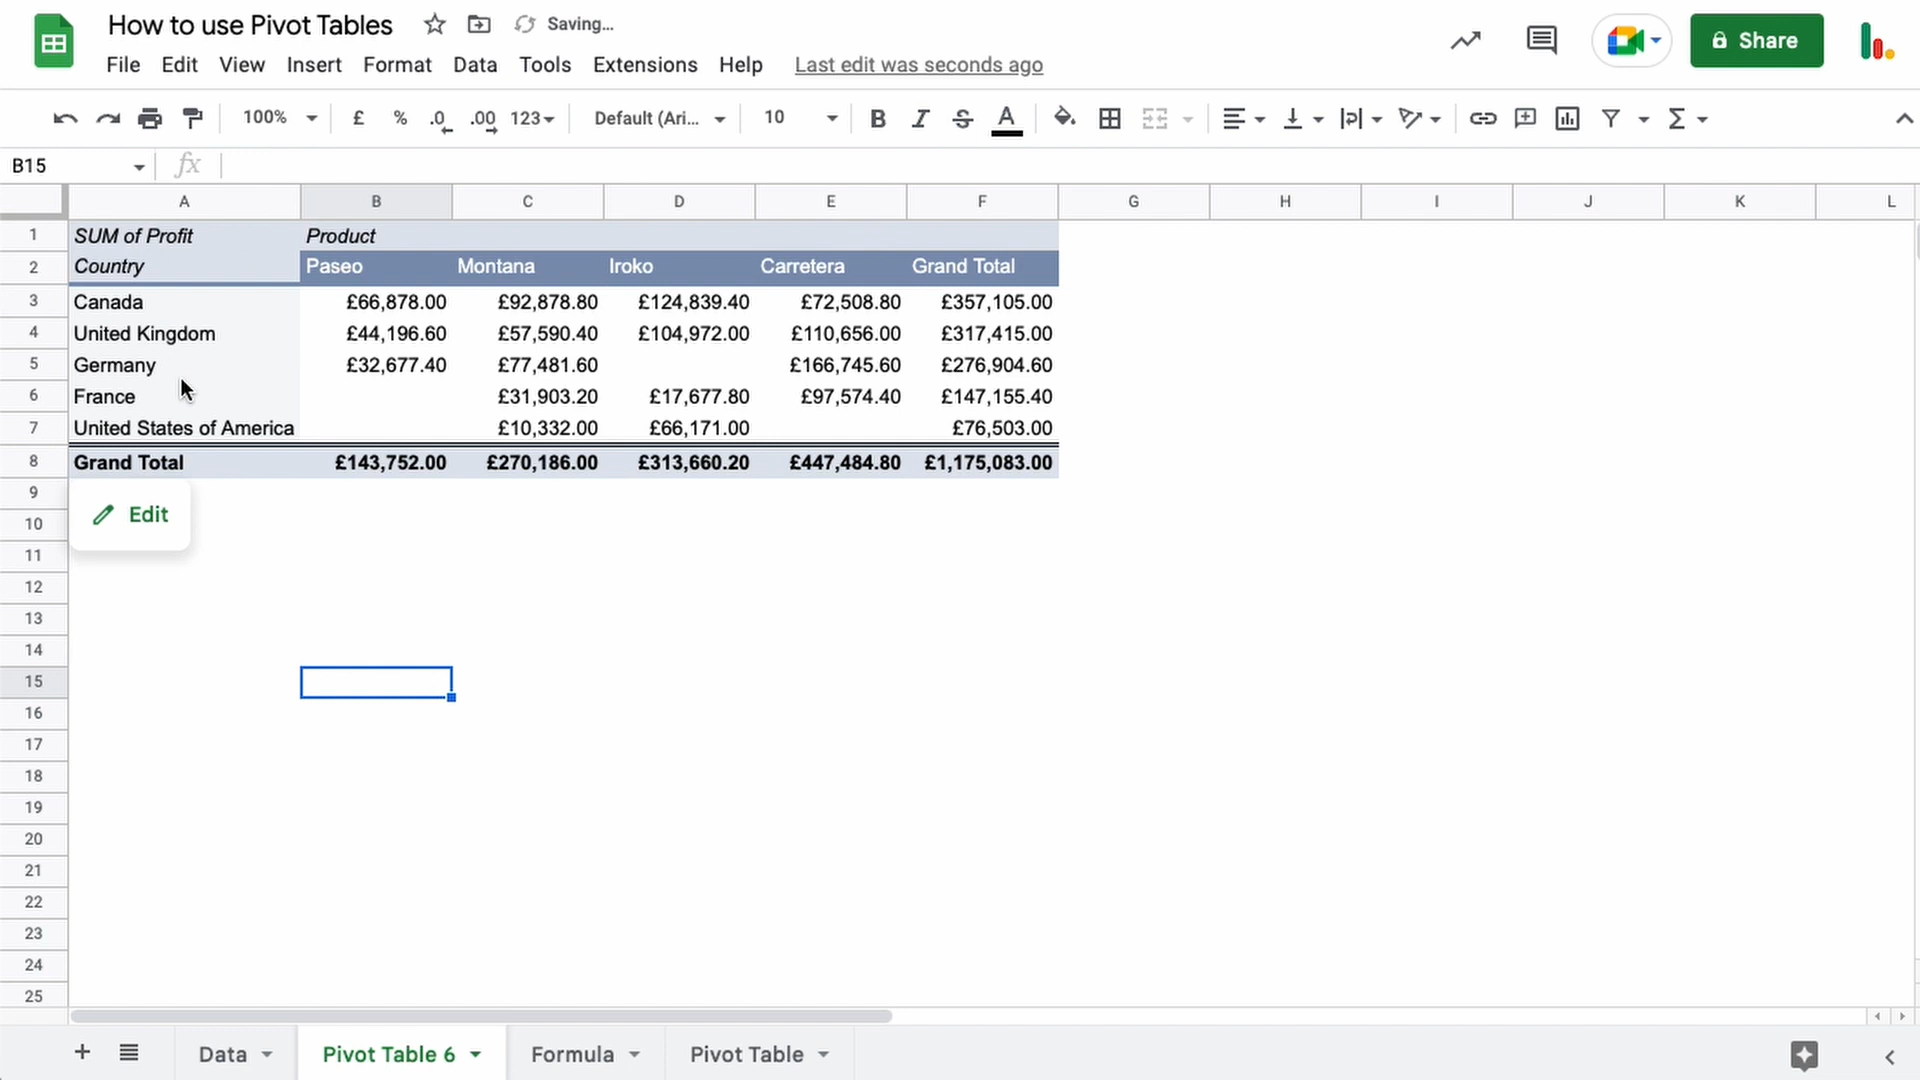 How to use Pivot Tables Saving...
File Edit View Insert Format Data Tools Extensions Help Last edit was seconds ago
Share
100% £ % .0 .00 123 Default (Ari... 10 B I S A Σ
B15 fx
A B C D E F G H I J K L
1 SUM of Profit Product
2 Country Paseo Montana Iroko Carretera Grand Total
3 Canada £66,878.00 £92,878.80 £124,839.40 £72,508.80 £357,105.00
4 United Kingdom £44,196.60 £57,590.40 £104,972.00 £110,656.00 £317,415.00
5 Germany £32,677.40 £77,481.60 £166,745.60 £276,904.60
6 France £31,903.20 £17,677.80 £97,574.40 £147,155.40
7 United States of America £10,332.00 £66,171.00 £76,503.00
8 Grand Total £143,752.00 £270,186.00 £313,660.20 £447,484.80 £1,175,083.00
9
Edit
10
11
12
13
14
15
16
17
18
19
20
21
22
23
24
25
Data Pivot Table 6 Formula Pivot Table